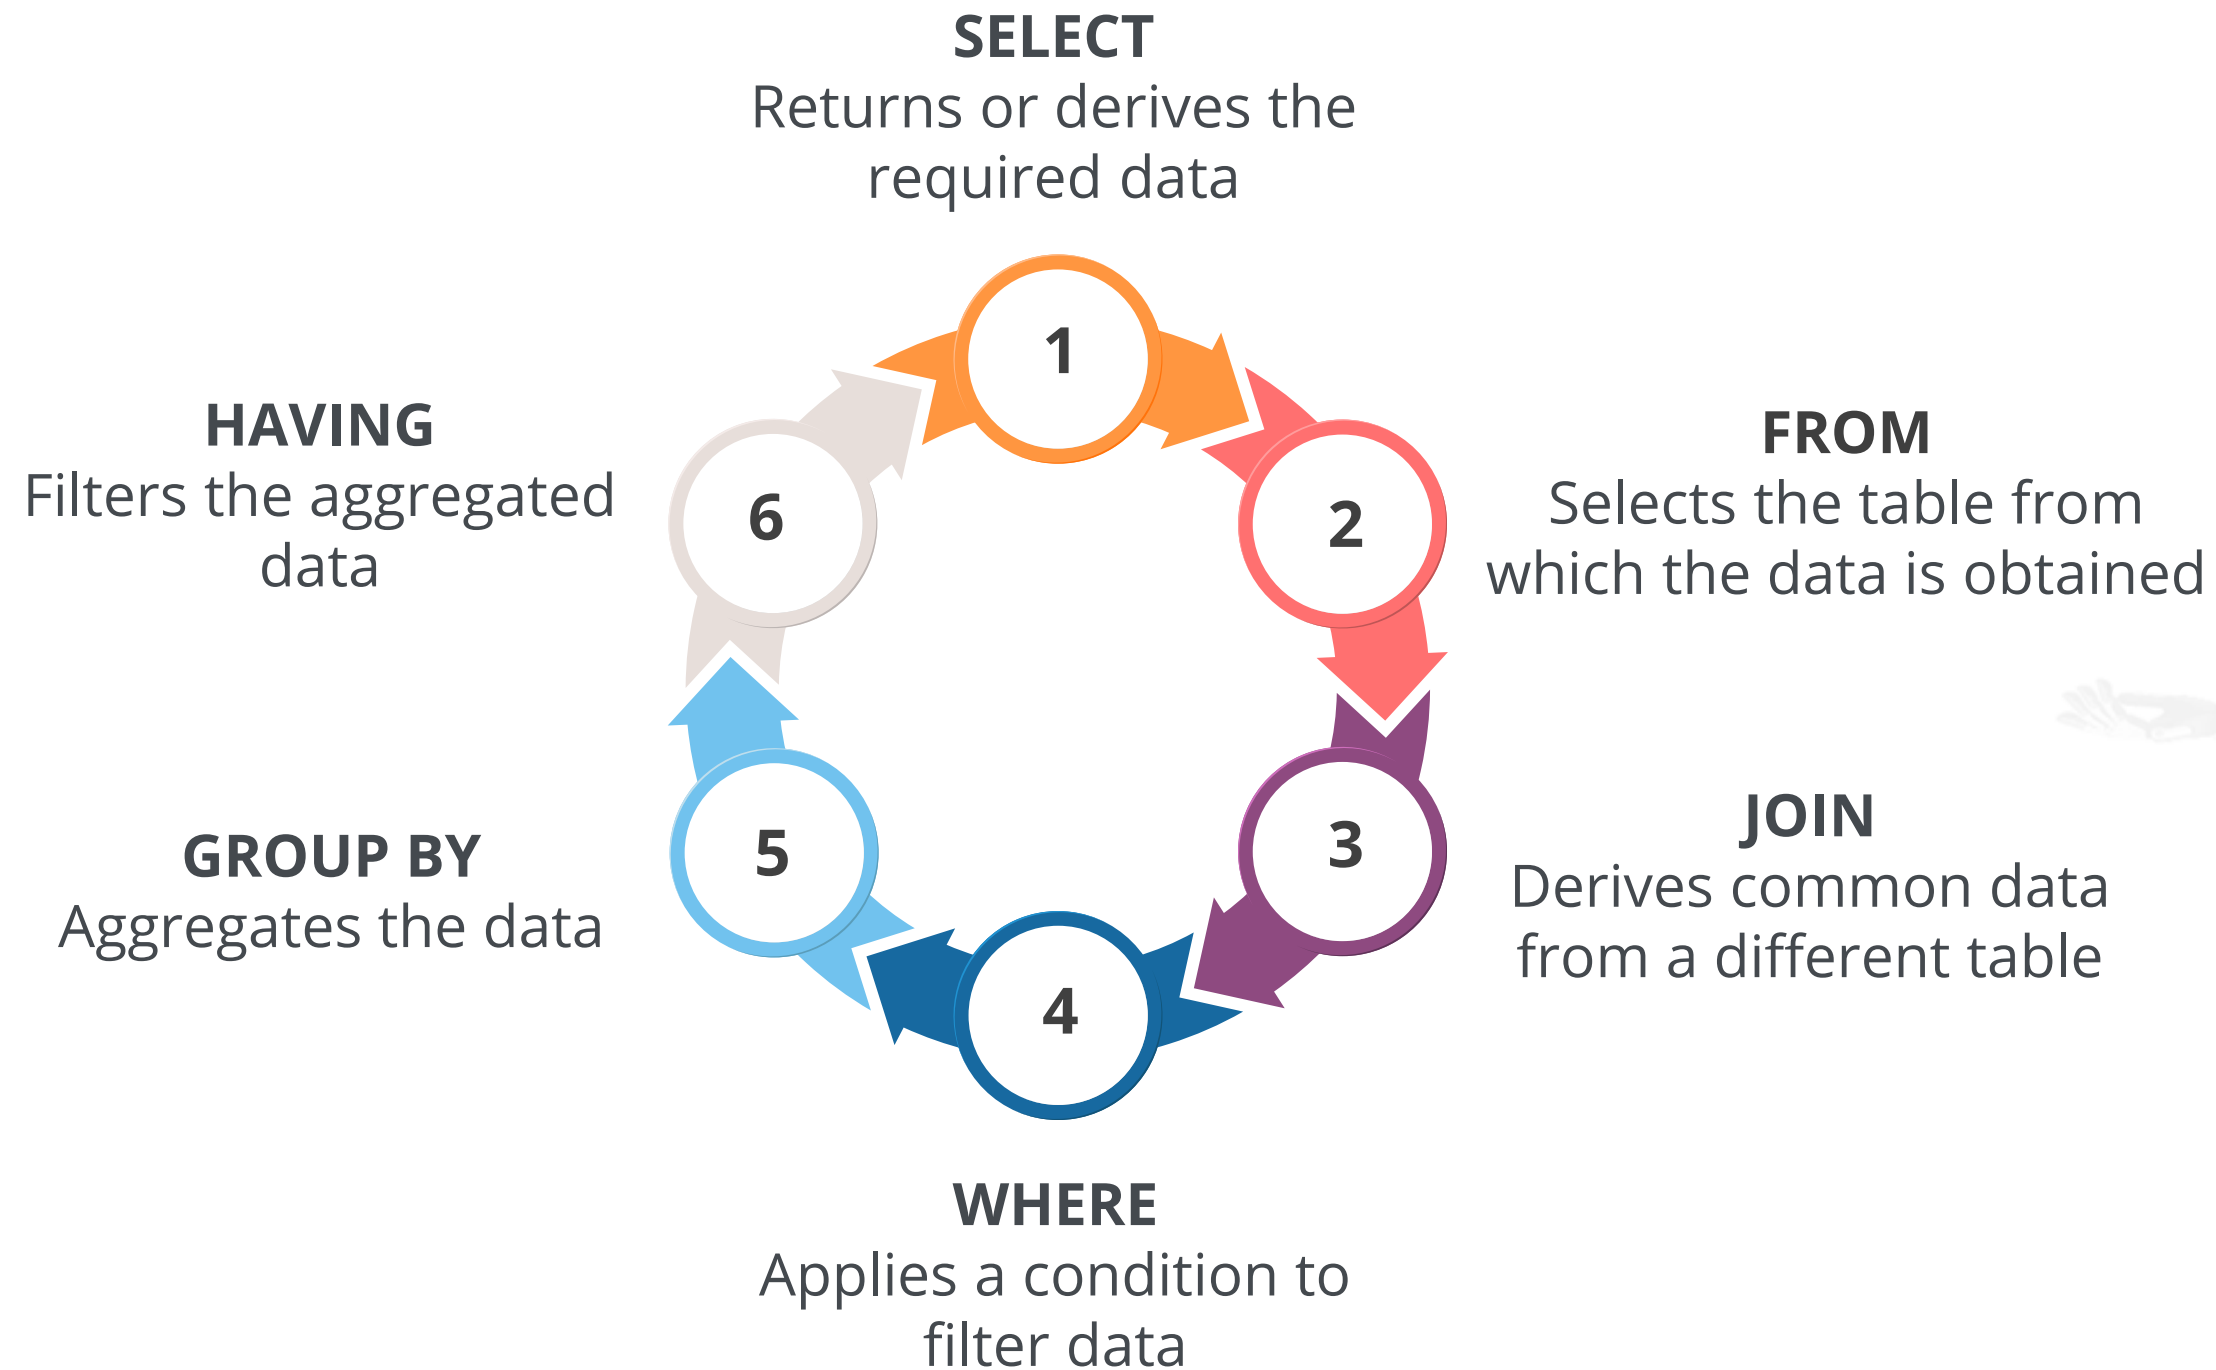 SELECT
Returns or derives the
required data
1
FROM
Selects the table from
which the data is obtained
2
JOIN
Derives common data
from a different table
3
WHERE
Applies a condition to
filter data
4
GROUP BY
Aggregates the data
5
HAVING
Filters the aggregated
data
6